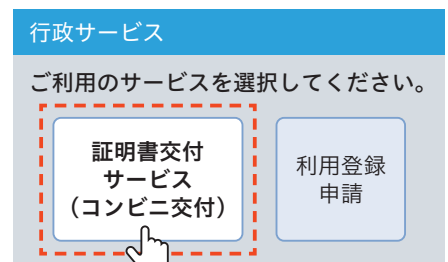 行政サービス
ご利用のサービスを選択してください。
証明書交付
サービス
（コンビニ交付）
利用登録
申請